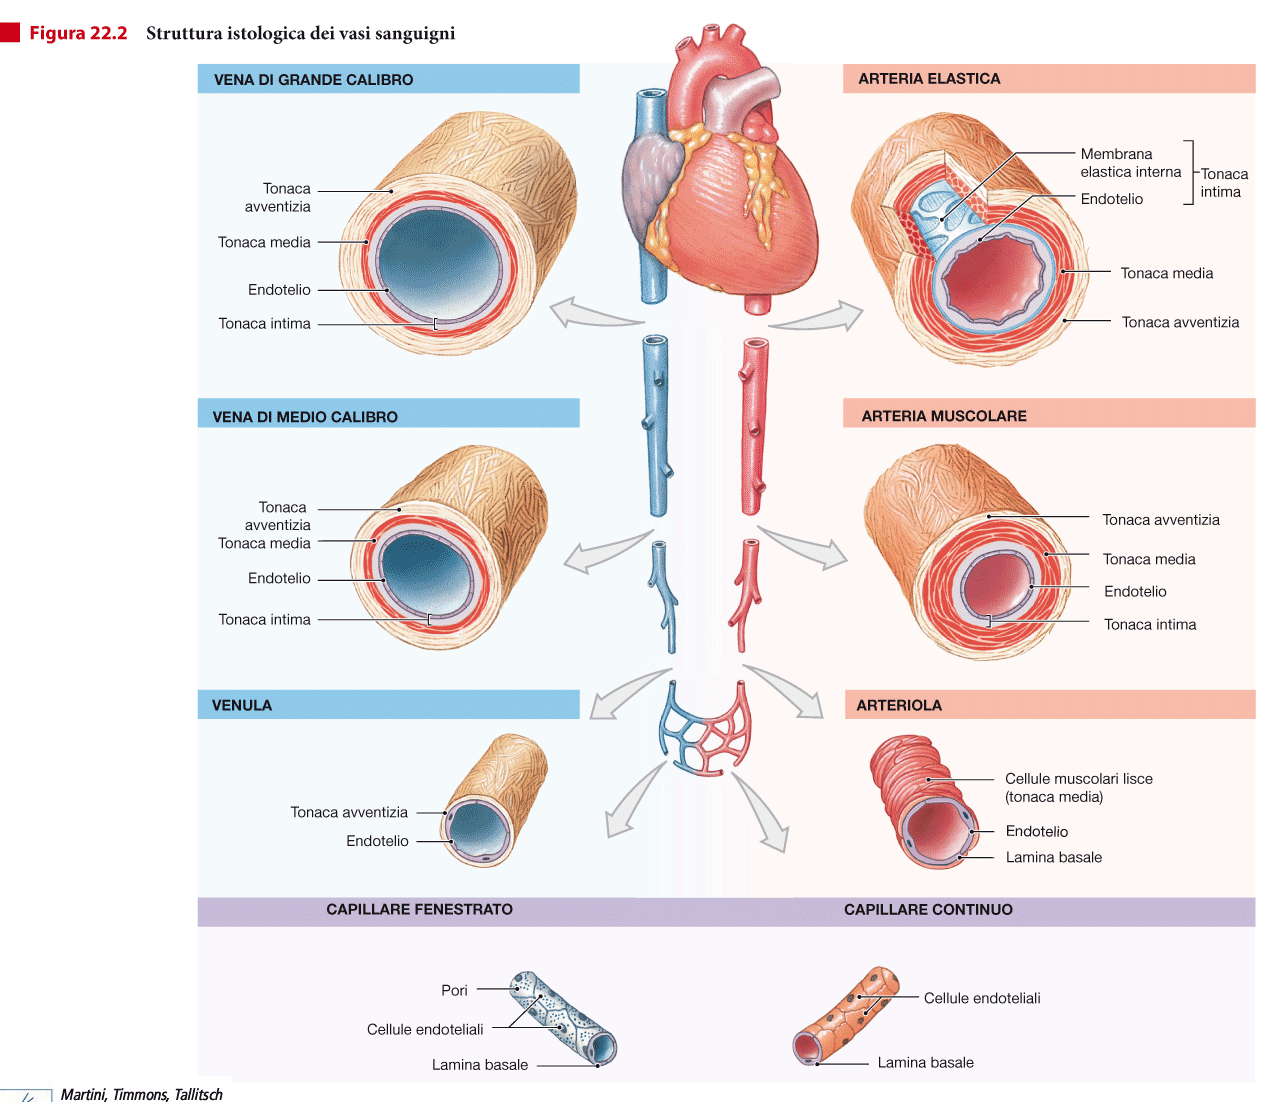 Figura 22.2 Struttura istologica dei vasi sanguigni
VENA DI GRANDE CALIBRO
Tonaca
avventizia
Tonaca media
Endotelio
Tonaca intima
ARTERIA ELASTICA
Membrana
elastica interna
Endotelio
Tonaca
intima
Tonaca media
Tonaca avventizia
VENA DI MEDIO CALIBRO
Tonaca
avventizia
Tonaca media
Endotelio
Tonaca intima
ARTERIA MUSCOLARE
Tonaca avventizia
Tonaca media
Endotelio
Tonaca intima
VENULA
Tonaca avventizia
Endotelio
ARTERIOLA
Cellule muscolari lisce
(tonaca media)
Endotelio
Lamina basale
CAPILLARE FENESTRATO
Pori
Cellule endoteliali
Lamina basale
CAPILLARE CONTINUO
Cellule endoteliali
Lamina basale
Martini, Timmons, Tallitsch